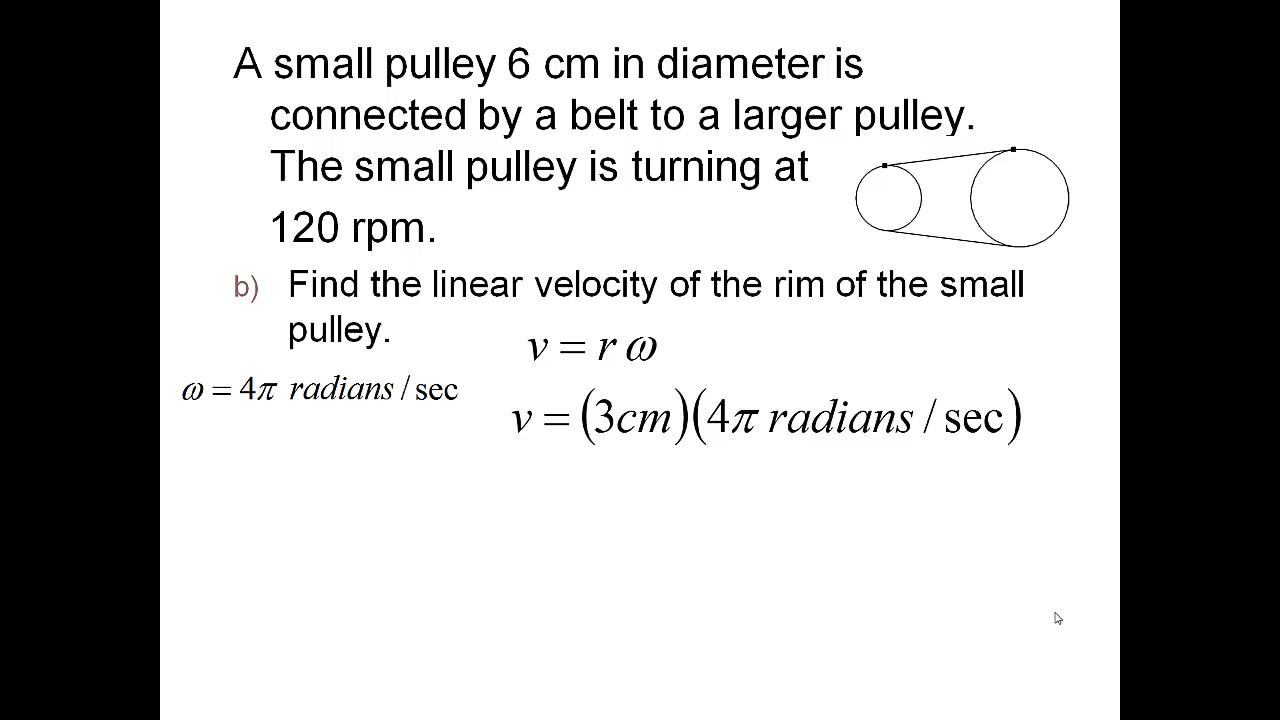 A small pulley 6 cm in diameter is
connected by a belt to a larger pulley.
The small pulley is turning at
120 rpm.
b) Find the linear velocity of the rim of the small
pulley.
v = r ω
ω = 4π radians / sec
v = (3cm)(4π radians / sec)